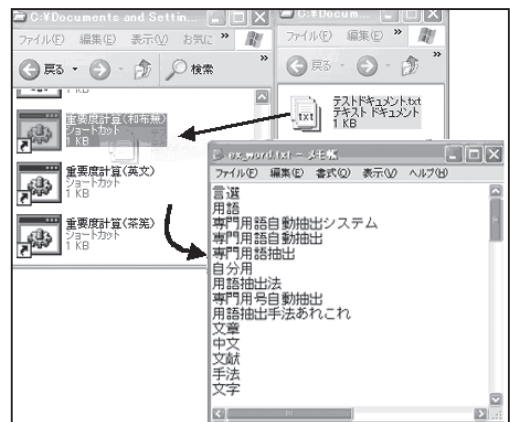 C:¥Documents and Settin...
ファイル(F) 編集(E) 表示(V) お気に »
戻る 検索 »
1 KB
重要度計算(和布蕪)
ショートカット
1 KB
重要度計算(英文)
ショートカット
1 KB
重要度計算(茶筌)
ショートカット
1 KB
C:¥Docum...
ファイル(F) 編集(E) »
戻る »
txt
テストドキュメント.txt
テキスト ドキュメント
1 KB
ex_word.txt - メモ帳
ファイル(F) 編集(E) 書式(O) 表示(V) ヘルプ(H)
言選
用語
専門用語自動抽出システム
専門用語自動抽出
専門用語抽出
自分用
用語抽出法
専門用号自動抽出
用語抽出手法あれこれ
文章
中文
文献
手法
文字